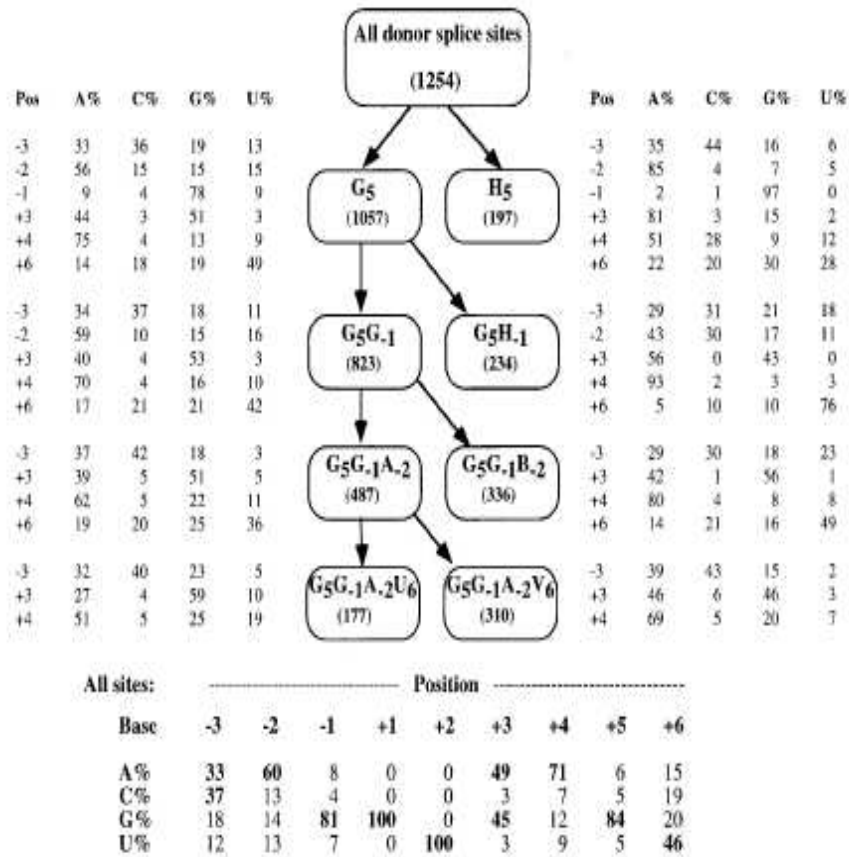 All donor splice sites
(1254)
Pos A% C% G% U%
-3 33 36 19 13
-2 56 15 15 15
-1 9 4 78 9
+3 44 3 51 3
+4 75 4 13 9
+6 14 18 19 49
G5
(1057)
H5
(197)
Pos A% C% G% U%
-3 35 44 16 6
-2 85 4 7 5
-1 2 1 97 0
+3 81 3 15 2
+4 51 28 9 12
+6 22 20 30 28
-3 34 37 18 11
-2 59 10 15 16
+3 40 4 53 3
+4 70 4 16 10
+6 17 21 21 42
G5G-1
(823)
G5H-1
(234)
-3 29 31 21 18
-2 43 30 17 11
+3 56 0 43 0
+4 93 2 3 3
+6 5 10 10 76
-3 37 42 18 3
+3 39 5 51 5
+4 62 5 22 11
+6 19 20 25 36
G5G-1A-2
(487)
G5G-1B-2
(336)
-3 29 30 18 23
+3 42 1 56 1
+4 80 4 8 8
+6 14 21 16 49
-3 32 40 23 5
+3 27 4 59 10
+4 51 5 25 19
G5G-1A-2U6
(177)
G5G-1A-2V6
(310)
-3 39 43 15 2
+3 46 6 46 3
+4 69 5 20 7
All sites: Position
Base -3 -2 -1 +1 +2 +3 +4 +5 +6
A% 33 60 8 0 0 49 71 6 15
C% 37 13 4 0 0 3 7 5 19
G% 18 14 81 100 0 45 12 84 20
U% 12 13 7 0 100 3 9 5 46